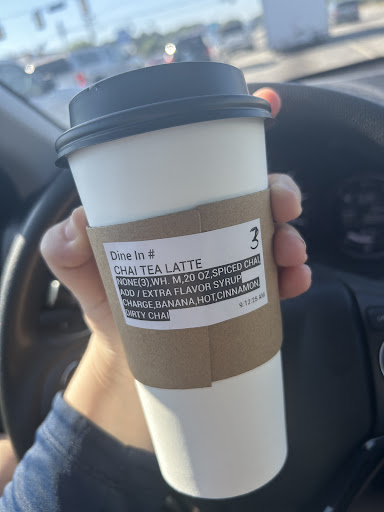 Dine In #
3
CHAI TEA LATTE
NONE(3),WH. M,20 OZ,SPICED CHAI,
ADD / EXTRA FLAVOR SYRUP
CHARGE,BANANA,HOT,CINNAMON,
DIRTY CHAI